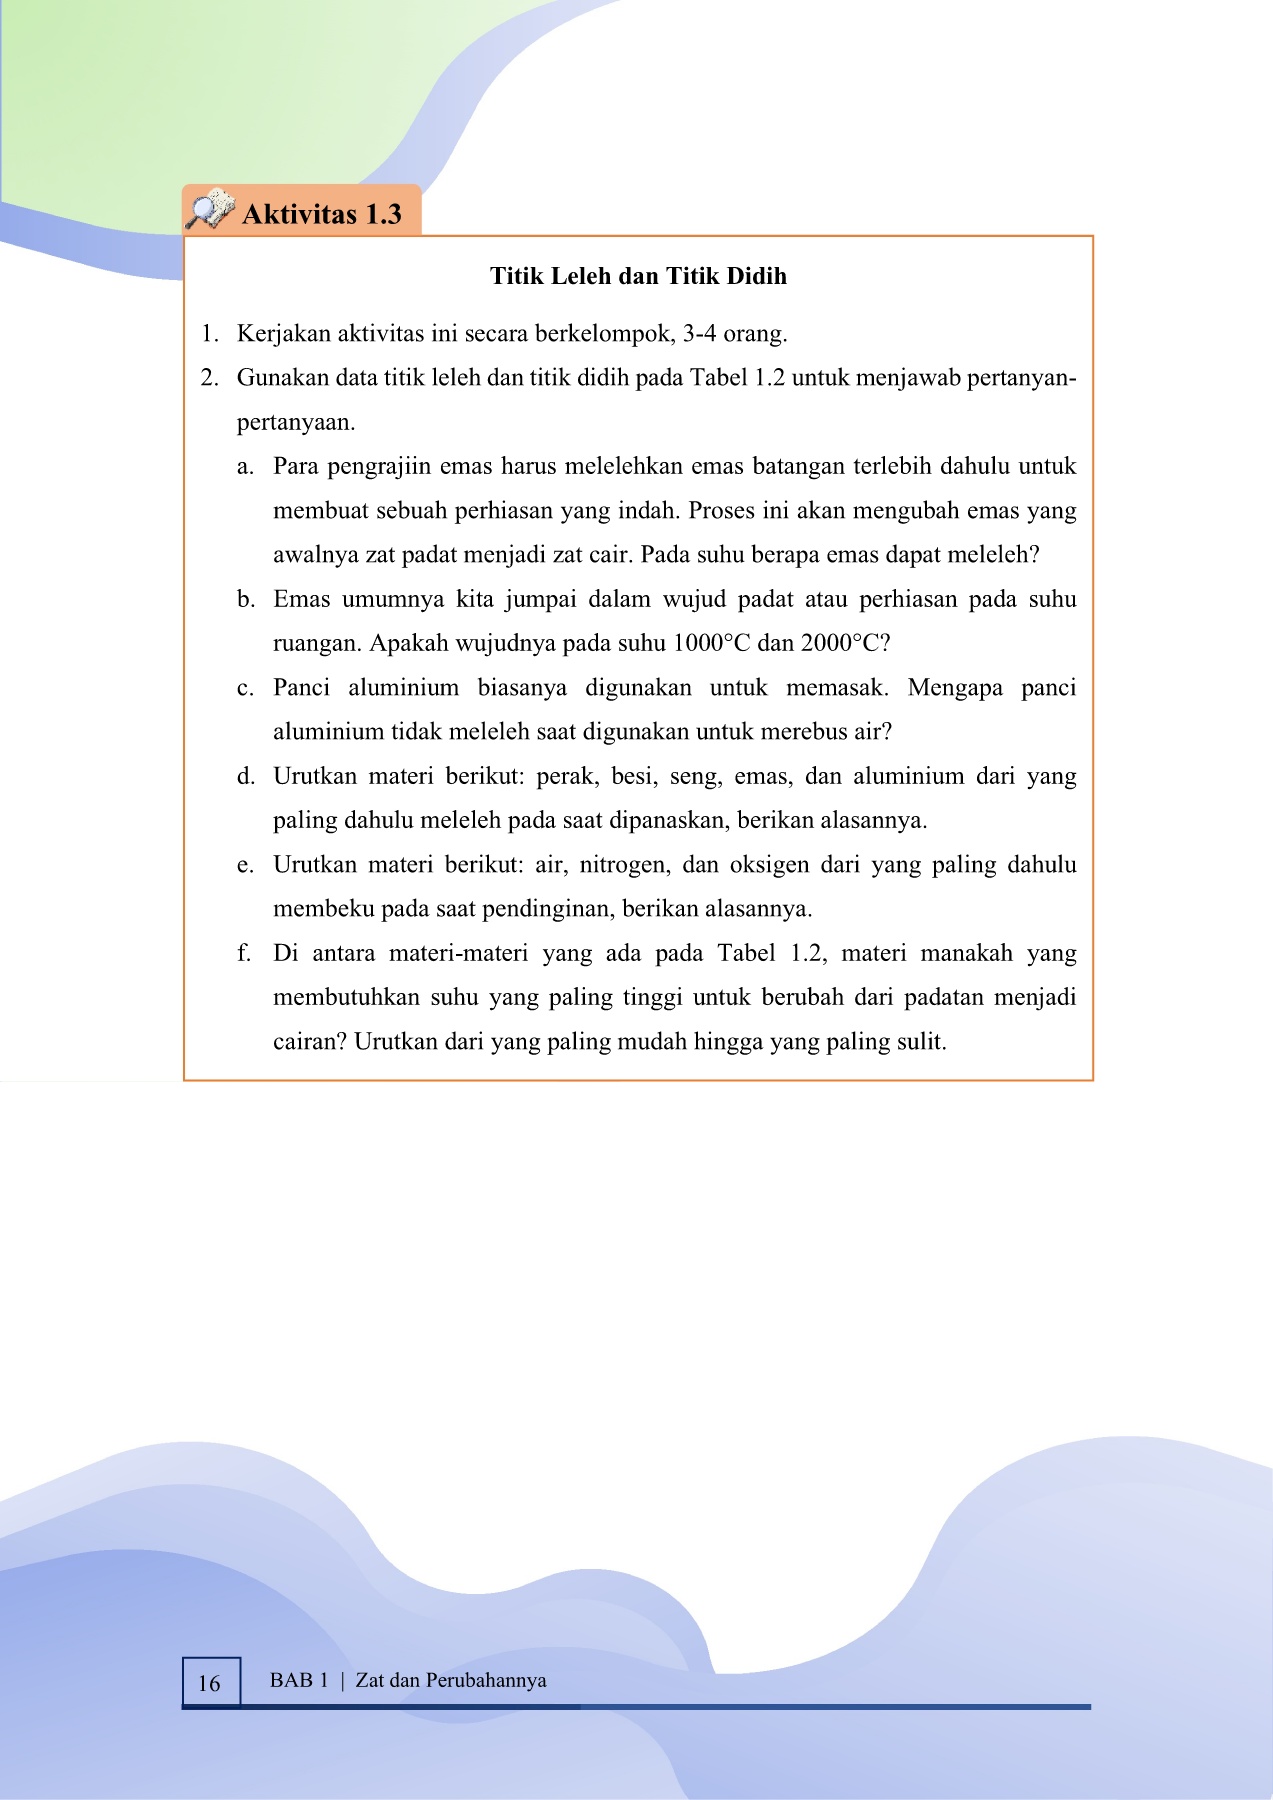 Aktivitas 1.3
Titik Leleh dan Titik Didih
1. Kerjakan aktivitas ini secara berkelompok, 3-4 orang.
2. Gunakan data titik leleh dan titik didih pada Tabel 1.2 untuk menjawab pertanyan-
pertanyaan.
a. Para pengrajiin emas harus melelehkan emas batangan terlebih dahulu untuk
membuat sebuah perhiasan yang indah. Proses ini akan mengubah emas yang
awalnya zat padat menjadi zat cair. Pada suhu berapa emas dapat meleleh?
b. Emas umumnya kita jumpai dalam wujud padat atau perhiasan pada suhu
ruangan. Apakah wujudnya pada suhu 1000°C dan 2000°C?
c. Panci aluminium biasanya digunakan untuk memasak. Mengapa panci
aluminium tidak meleleh saat digunakan untuk merebus air?
d. Urutkan materi berikut: perak, besi, seng, emas, dan aluminium dari yang
paling dahulu meleleh pada saat dipanaskan, berikan alasannya.
e. Urutkan materi berikut: air, nitrogen, dan oksigen dari yang paling dahulu
membeku pada saat pendinginan, berikan alasannya.
f. Di antara materi-materi yang ada pada Tabel 1.2, materi manakah yang
membutuhkan suhu yang paling tinggi untuk berubah dari padatan menjadi
cairan? Urutkan dari yang paling mudah hingga yang paling sulit.
16 BAB 1 | Zat dan Perubahannya